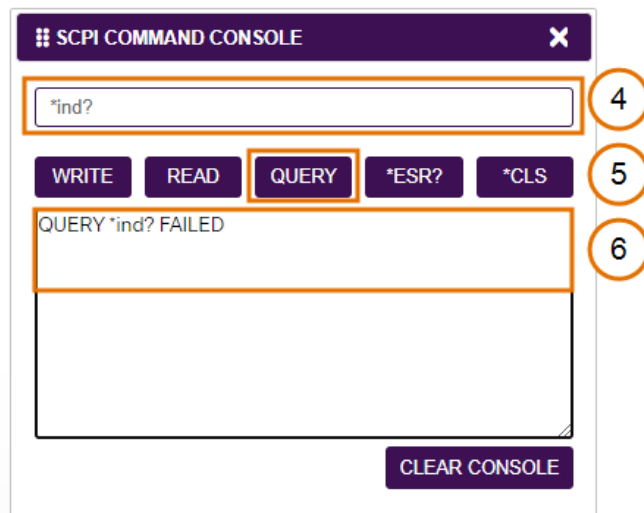 SCPI COMMAND CONSOLE
*ind?
4
WRITE READ QUERY *ESR? *CLS
5
QUERY *ind? FAILED
6
CLEAR CONSOLE